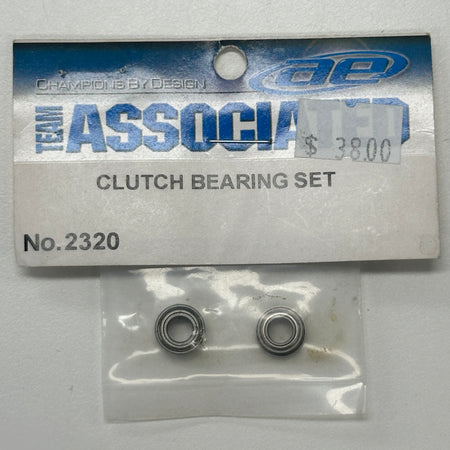 CHAMPIONS BY DESIGN
ae
TEAM ASSOCIATED
$ 38.00
CLUTCH BEARING SET
No.2320